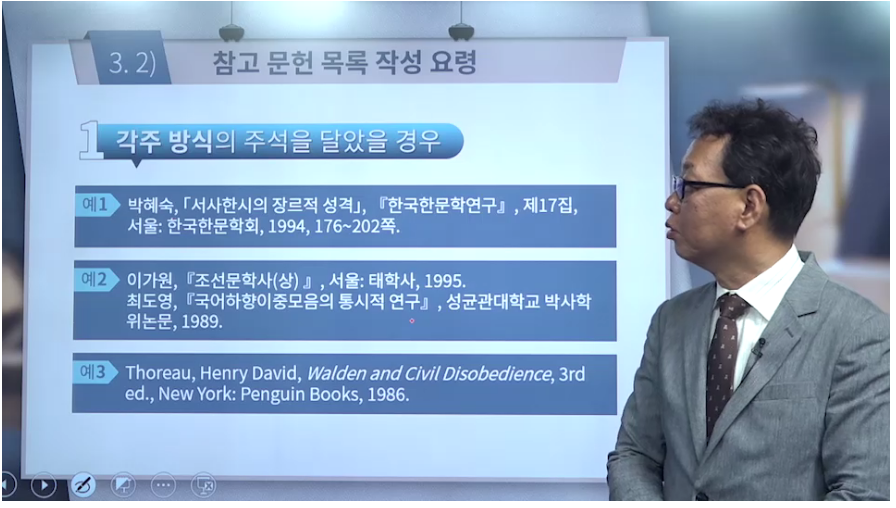 3. 2)
참고 문헌 목록 작성 요령
1 각주 방식의 주석을 달았을 경우
예1 박혜숙, 「서사한시의 장르적 성격」, 『한국한문학연구』, 제17집,
서울: 한국한문학회, 1994, 176~202쪽.
예2 이가원, 『조선문학사(상) 』, 서울: 태학사, 1995.
최도영, 『국어하향이중모음의 통시적 연구』, 성균관대학교 박사학
위논문, 1989.
예3 Thoreau, Henry David, Walden and Civil Disobedience, 3rd
ed., New York: Penguin Books, 1986.